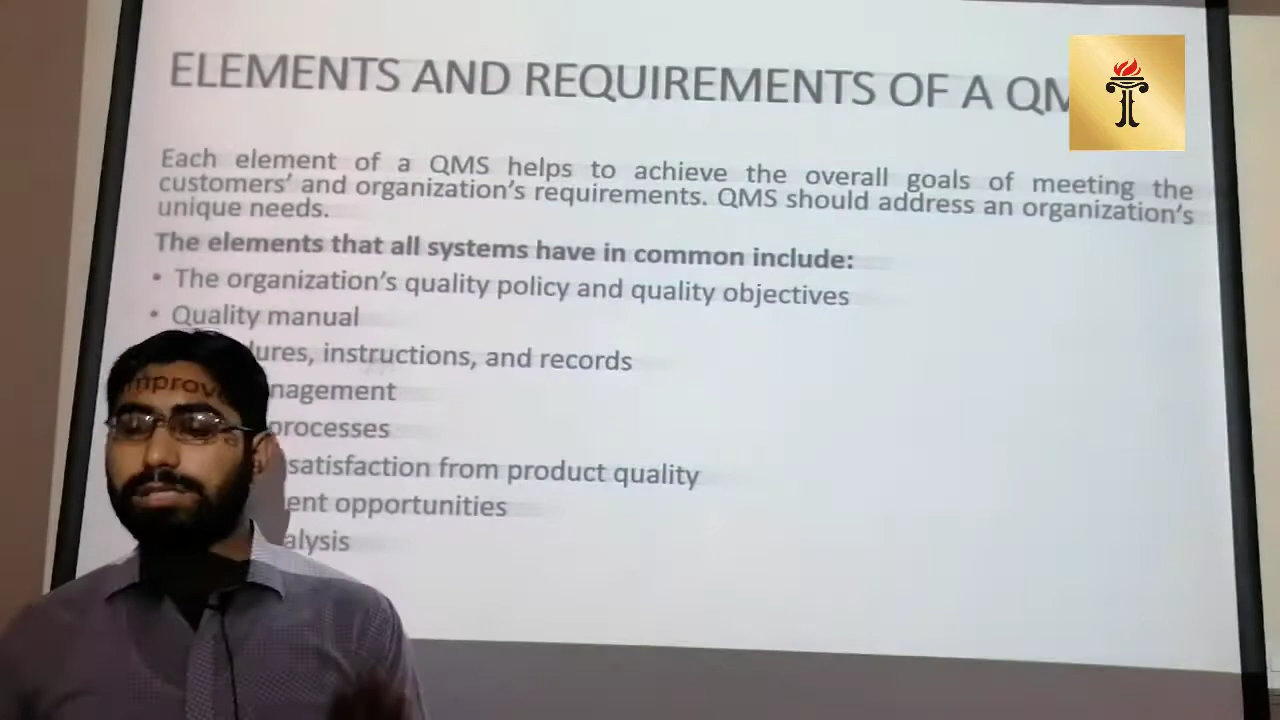 ELEMENTS AND REQUIREMENTS OF A QM
Each element of a QMS helps to achieve the overall goals of meeting the
customers' and organization's requirements. QMS should address an organization's
unique needs.
The elements that all systems have in common include:
• The organization's quality policy and quality objectives
• Quality manual
ures, instructions, and records
nagement
processes
satisfaction from product quality
ent opportunities
alysis
mprov